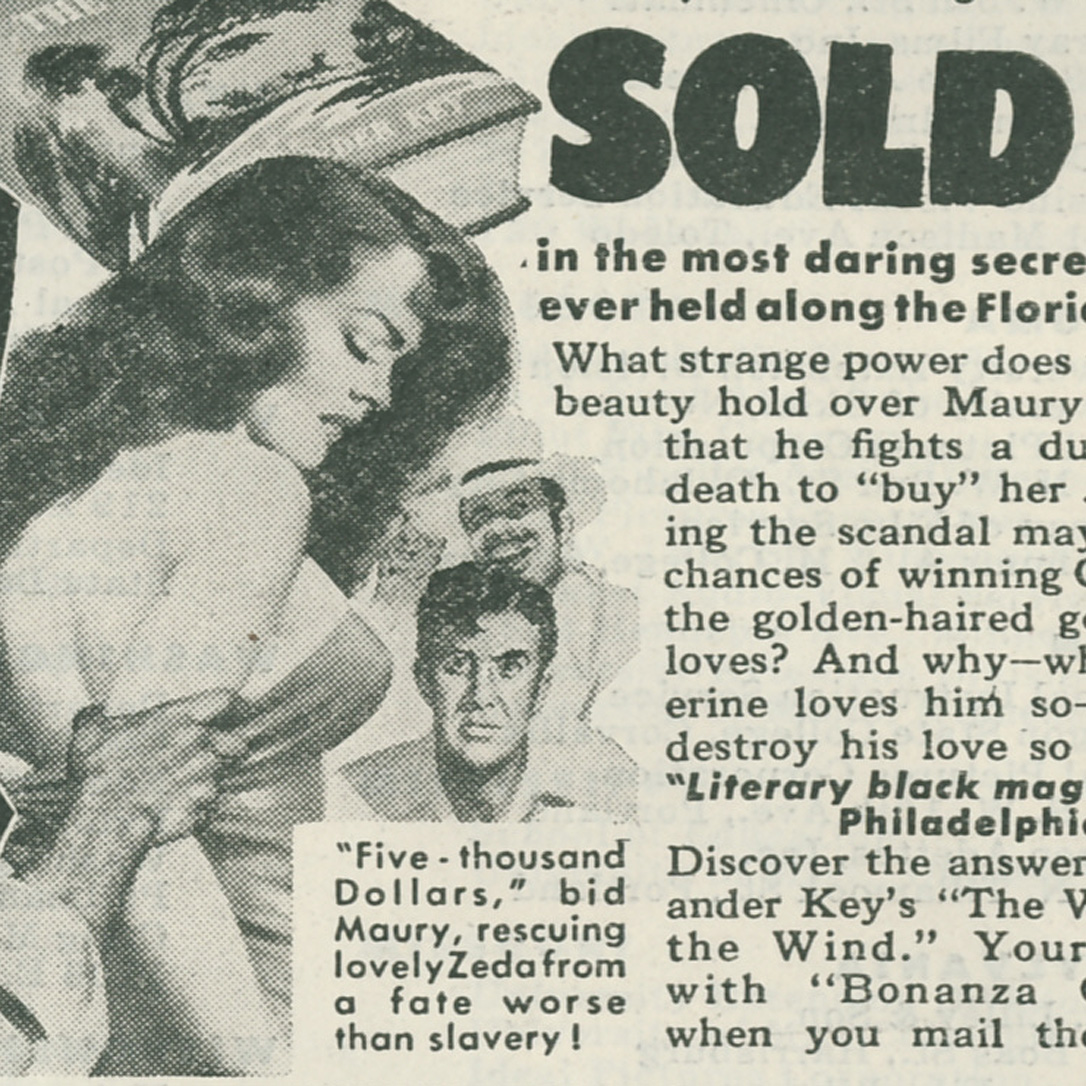 SOLD
in the most daring secre
ever held along the Flori
What strange power does
beauty hold over Maury
that he fights a du
death to “buy” her
ing the scandal may
chances of winning
the golden-haired g
loves? And why—wh
erine loves him so-
destroy his love so
"Literary black mag
Philadelphi
Discover the answer
ander Key’s “The W
the Wind.” Your
with “Bonanza
when you mail th
"Five-thousand
Dollars," bid
Maury, rescuing
lovely Zeda from
a fate worse
than slavery!